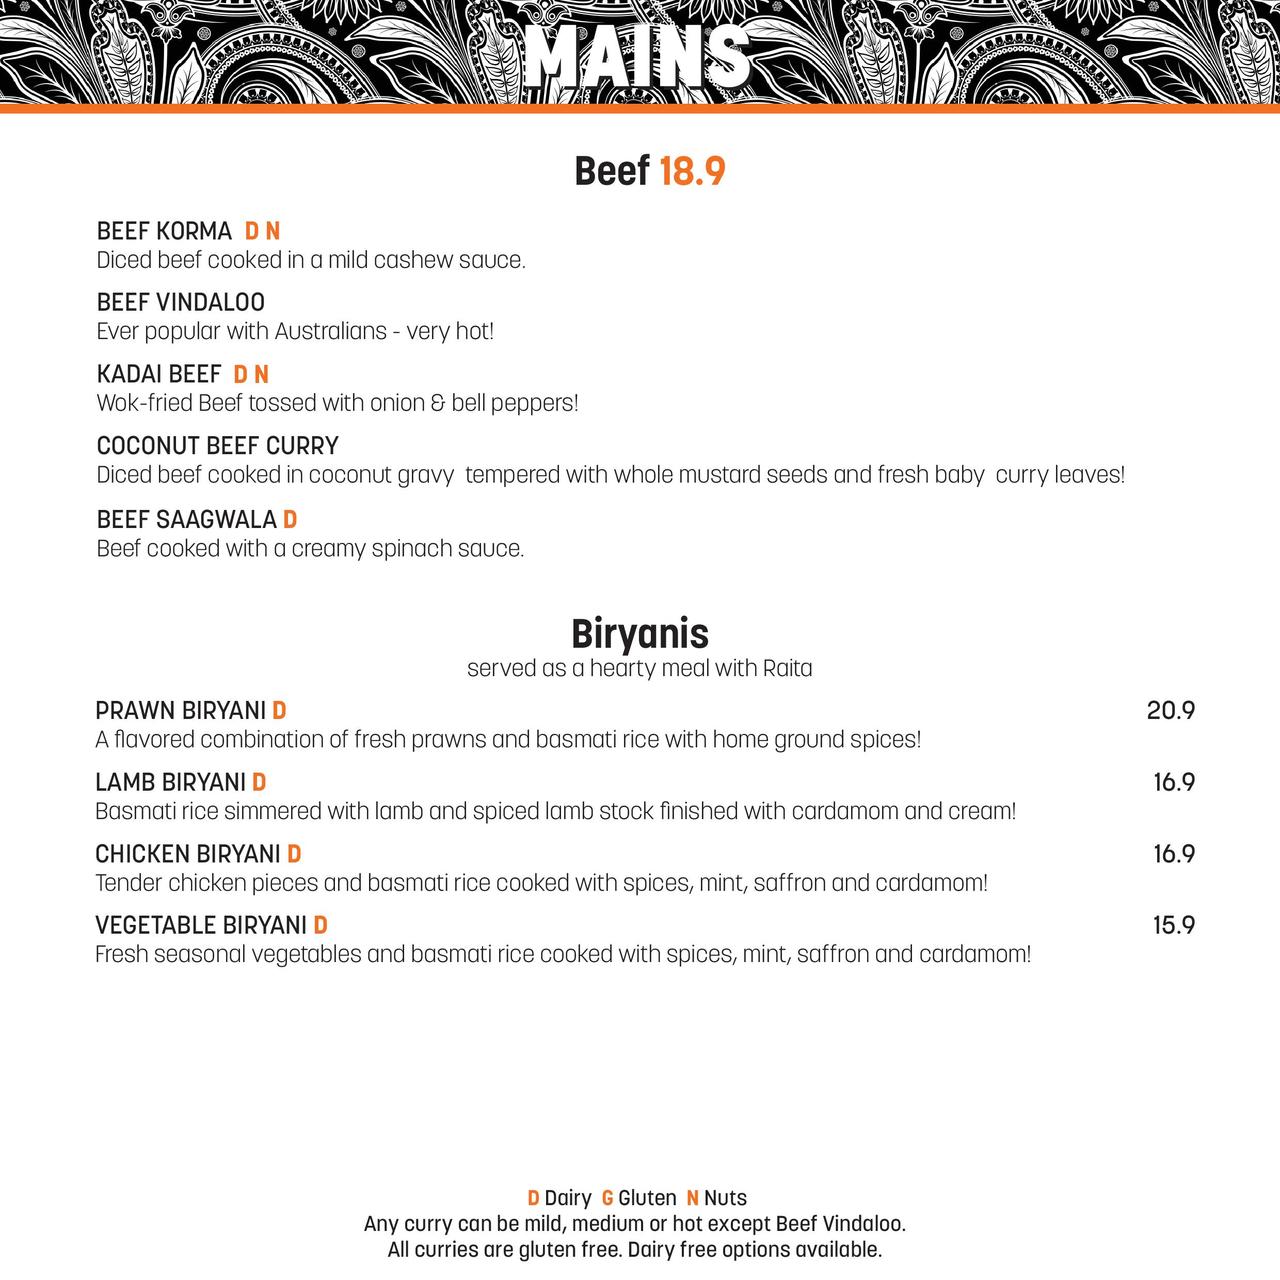 MAINS
Beef 18.9
BEEF KORMA D N
Diced beef cooked in a mild cashew sauce.
BEEF VINDALOO
Ever popular with Australians - very hot!
KADAI BEEF D N
Wok-fried Beef tossed with onion & bell peppers!
COCONUT BEEF CURRY
Diced beef cooked in coconut gravy tempered with whole mustard seeds and fresh baby curry leaves!
BEEF SAAGWALA D
Beef cooked with a creamy spinach sauce.
Biryanis
served as a hearty meal with Raita
PRAWN BIRYANI D 20.9
A flavored combination of fresh prawns and basmati rice with home ground spices!
LAMB BIRYANI D 16.9
Basmati rice simmered with lamb and spiced lamb stock finished with cardamom and cream!
CHICKEN BIRYANI D 16.9
Tender chicken pieces and basmati rice cooked with spices, mint, saffron and cardamom!
VEGETABLE BIRYANI D 15.9
Fresh seasonal vegetables and basmati rice cooked with spices, mint, saffron and cardamom!
D Dairy G Gluten N Nuts
Any curry can be mild, medium or hot except Beef Vindaloo.
All curries are gluten free. Dairy free options available.